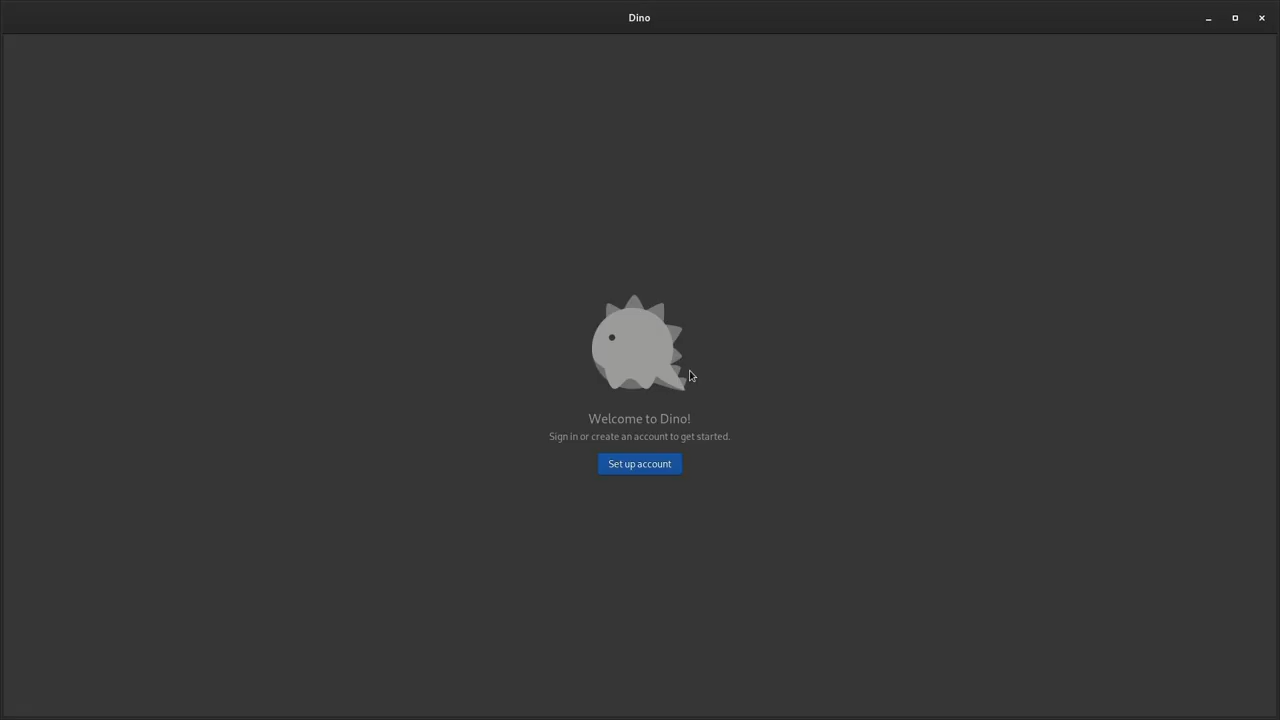 Dino
Welcome to Dino!
Sign in or create an account to get started.
Set up account